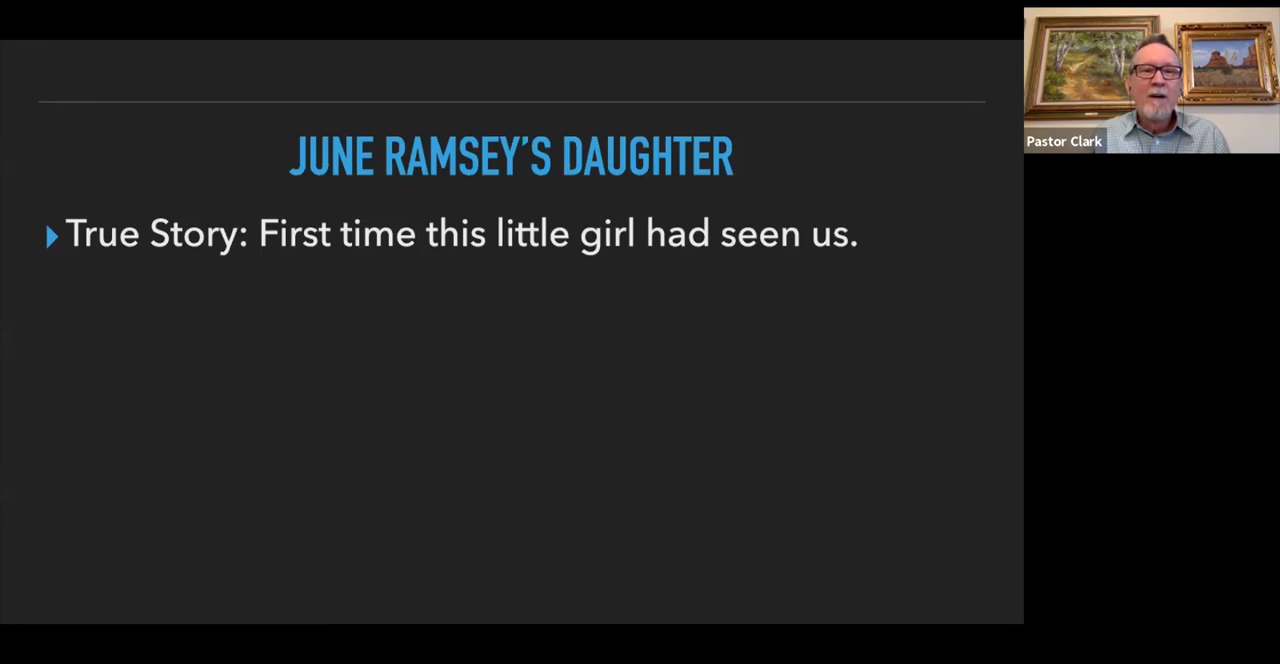 JUNE RAMSEY’S DAUGHTER
True Story: First time this little girl had seen us.
Pastor Clark